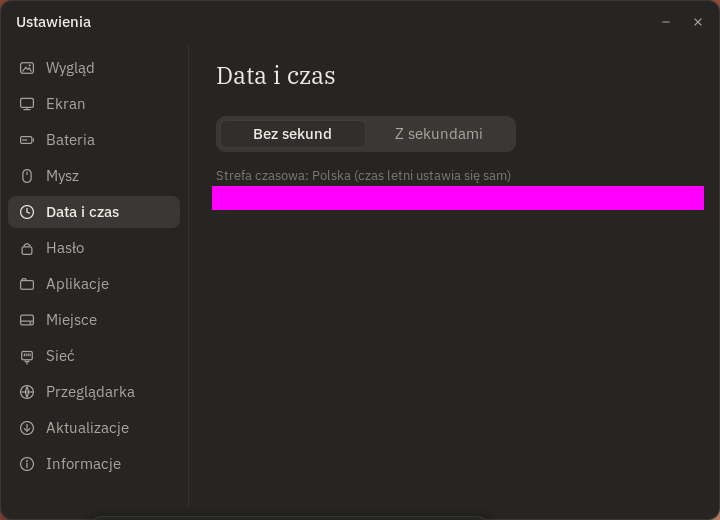 Ustawienia
Wygląd
Ekran
Bateria
Mysz
Data i czas
Hasło
Aplikacje
Miejsce
Sieć
Przeglądarka
Aktualizacje
Informacje
Data i czas
Bez sekund
Z sekundami
Strefa czasowa: Polska (czas letni ustawia się sam)